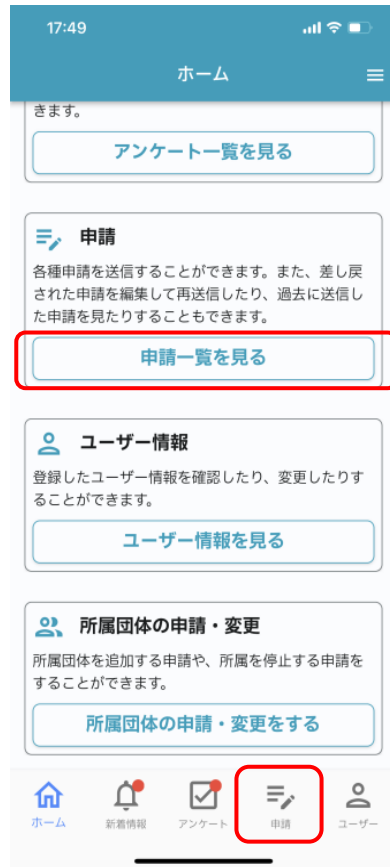 17:49
ホーム
きます。
アンケート一覧を見る
申請
各種申請を送信することができます。また、差し戻
された申請を編集して再送信したり、過去に送信し
た申請を見たりすることもできます。
申請一覧を見る
ユーザー情報
登録したユーザー情報を確認したり、変更したりす
ることができます。
ユーザー情報を見る
所属団体の申請・変更
所属団体を追加する申請や、所属を停止する申請を
することができます。
所属団体の申請・変更をする
ホーム 新着情報 アンケート 申請 ユーザー